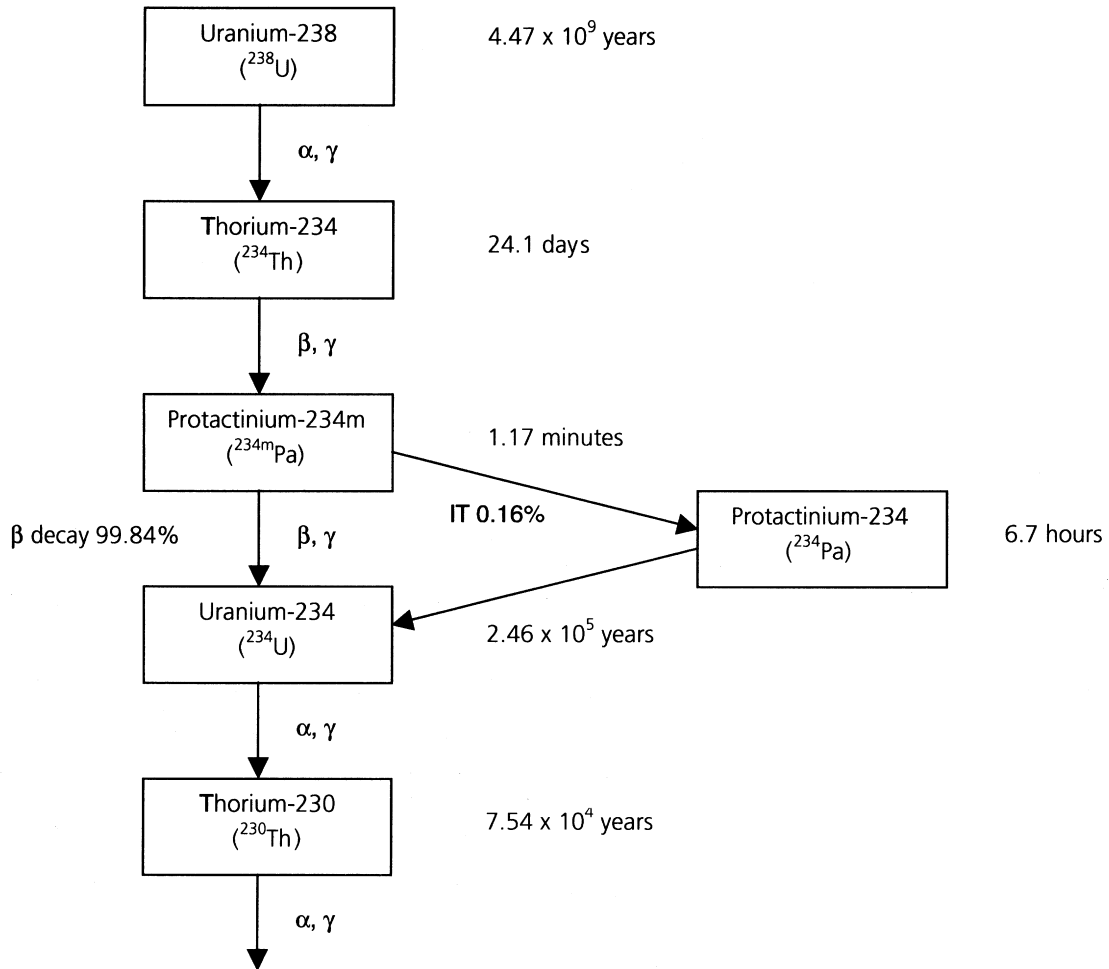 Uranium-238
(²³⁸U)
4.47 x 10⁹ years
α, γ
Thorium-234
(²³⁴Th)
24.1 days
β, γ
Protactinium-234m
(²³⁴ᵐPa)
1.17 minutes
IT 0.16%
Protactinium-234
(²³⁴Pa)
6.7 hours
β decay 99.84%
β, γ
Uranium-234
(²³⁴U)
2.46 x 10⁵ years
α, γ
Thorium-230
(²³⁰Th)
7.54 x 10⁴ years
α, γ